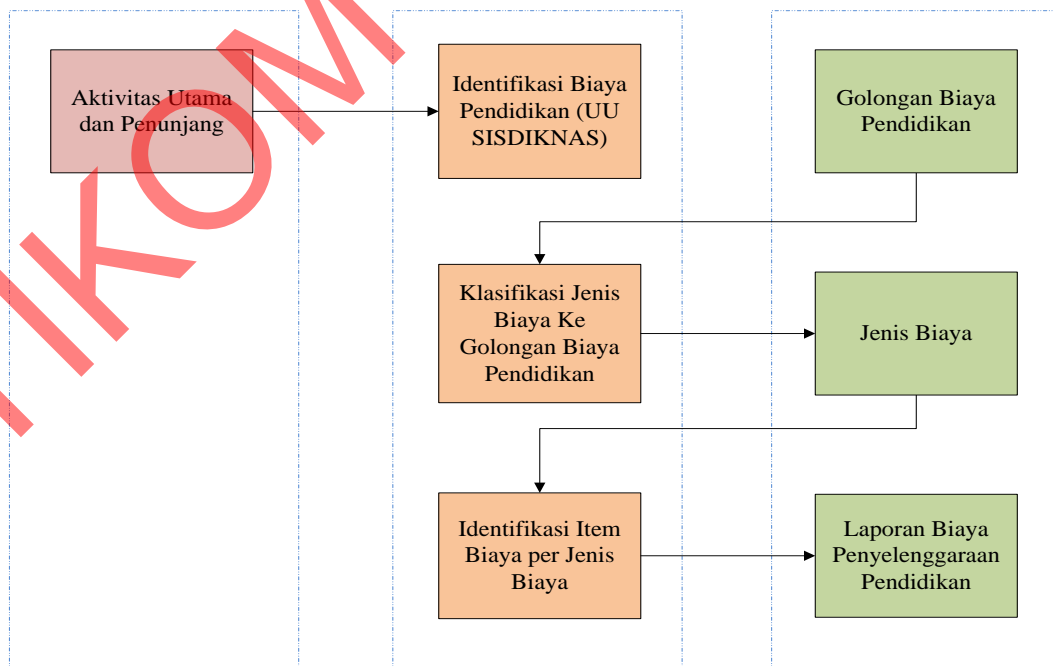 Aktivitas Utama
dan Penunjang
Identifikasi Biaya
Pendidikan (UU
SISDIKNAS)
Golongan Biaya
Pendidikan
Klasifikasi Jenis
Biaya Ke
Golongan Biaya
Pendidikan
Jenis Biaya
Identifikasi Item
Biaya per Jenis
Biaya
Laporan Biaya
Penyelenggaraan
Pendidikan
IKOM